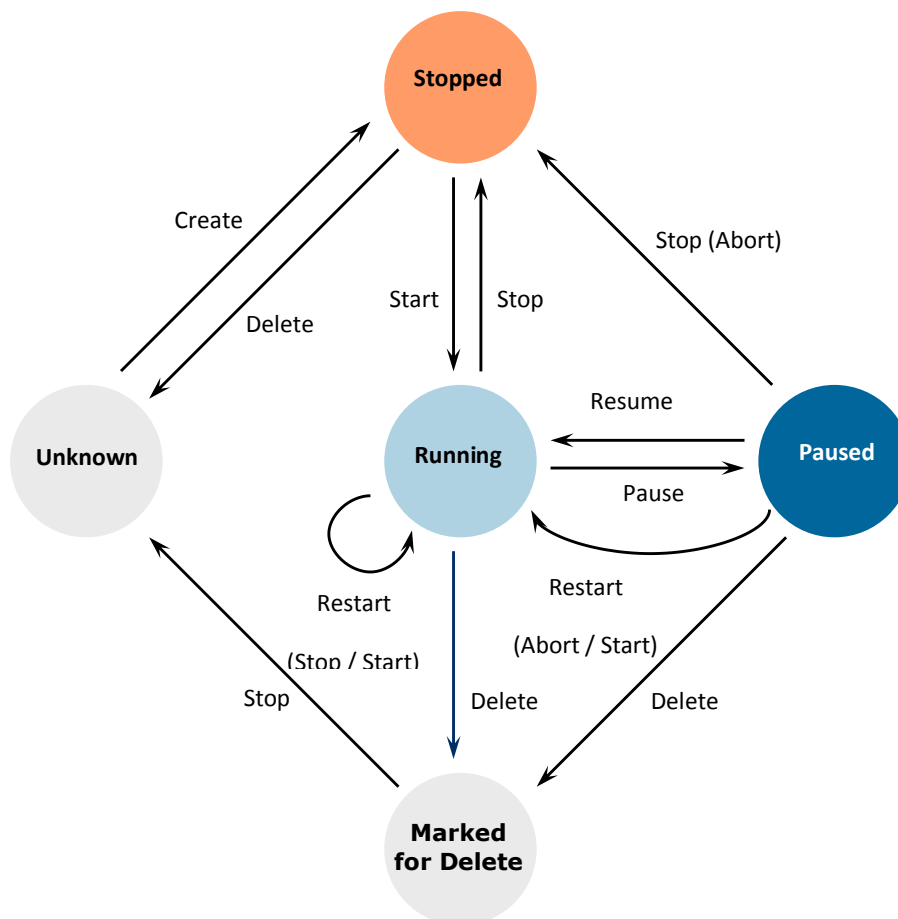 Stopped
Create
Stop (Abort)
Start
Stop
Delete
Resume
Unknown
Running
Paused
Pause
Restart
(Stop / Start)
Restart
(Abort / Start)
Stop
Delete
Delete
Marked
for Delete